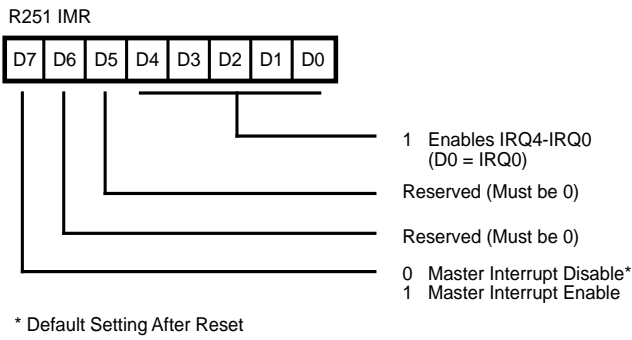 R251 IMR
D7 D6 D5 D4 D3 D2 D1 D0
1 Enables IRQ4-IRQ0
(D0 = IRQ0)
Reserved (Must be 0)
Reserved (Must be 0)
0 Master Interrupt Disable*
1 Master Interrupt Enable
* Default Setting After Reset